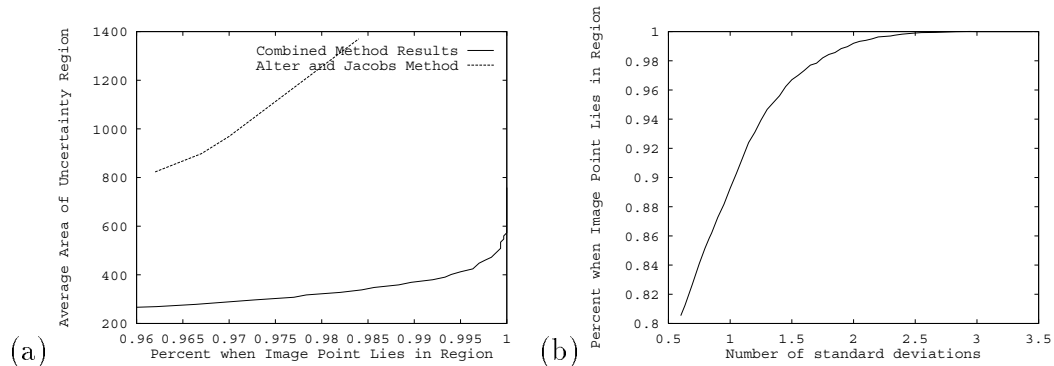 (a)
Average Area of Uncertainty Region
1400
1200
1000
800
600
400
200
Combined Method Results
Alter and Jacobs Method
0.96 0.965 0.97 0.975 0.98 0.985 0.99 0.995 1
Percent when Image Point Lies in Region
(b)
Percent when Image Point Lies in Region
1
0.98
0.96
0.94
0.92
0.9
0.88
0.86
0.84
0.82
0.8
0.5 1 1.5 2 2.5 3 3.5
Number of standard deviations